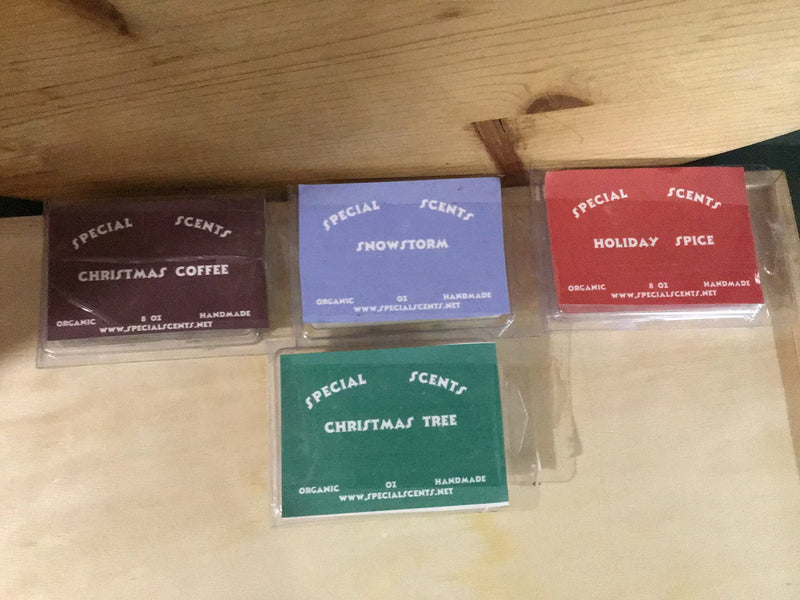 SPECIAL SCENTS
CHRISTMAS COFFEE
ORGANIC 8 OZ HANDMADE
WWW.SPECIALSCENTS.NET
SPECIAL SCENTS
SNOWSTORM
ORGANIC OZ HANDMADE
WWW.SPECIALSCENTS.NET
SPECIAL SCENTS
HOLIDAY SPICE
ORGANIC 8 OZ HANDMADE
WWW.SPECIALSCENTS.NET
SPECIAL SCENTS
CHRISTMAS TREE
ORGANIC OZ HANDMADE
WWW.SPECIALSCENTS.NET